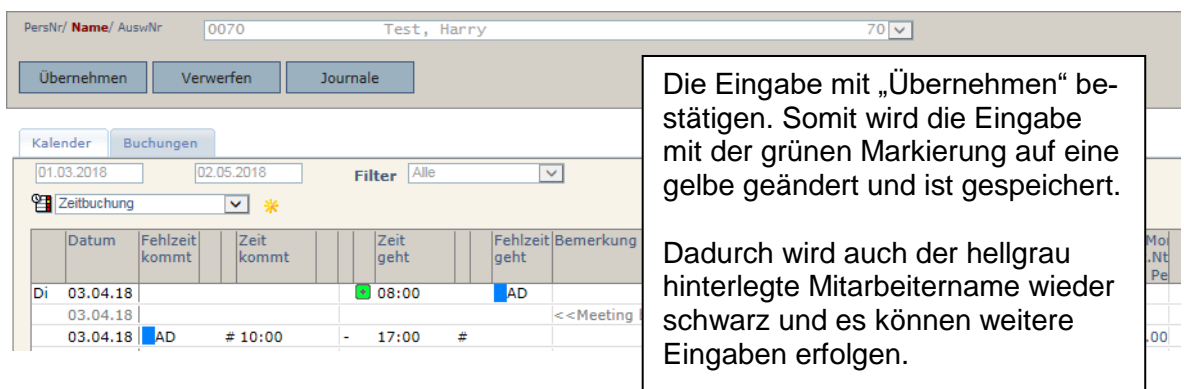 PersNr/ Name/ AuswNr 0070 Test, Harry 70
Übernehmen Verwerfen Journale
Die Eingabe mit „Übernehmen“ be-
stätigen. Somit wird die Eingabe
mit der grünen Markierung auf eine
gelbe geändert und ist gespeichert.
Dadurch wird auch der hellgrau
hinterlegte Mitarbeitername wieder
schwarz und es können weitere
Eingaben erfolgen.
Kalender Buchungen
01.03.2018 02.05.2018 Filter Alle
Zeitbuchung
Datum Fehlzeit Zeit Zeit Fehlzeit Bemerkung
kommt kommt geht geht
.Nt
Pe
Di 03.04.18 08:00 AD
03.04.18 <<Meeting
03.04.18 AD # 10:00 - 17:00 # .00